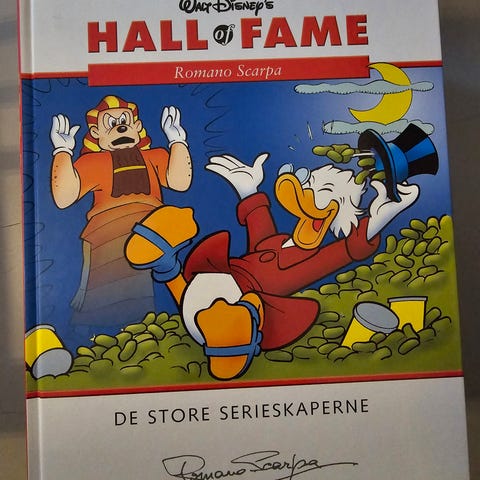 WALT DISNEY'S
HALL of FAME
Romano Scarpa
DE STORE SERIESKAPERNE
Romano Scarpa